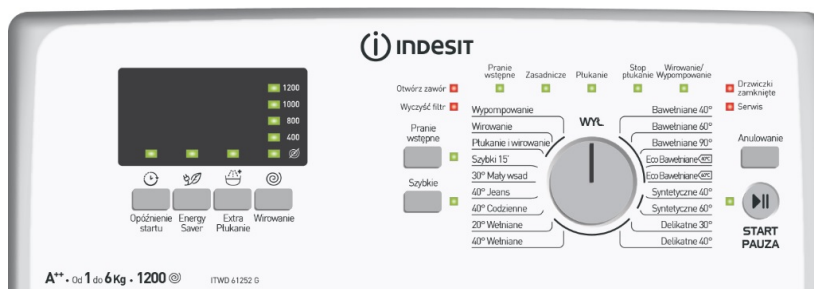 indesit
1200
1000
800
400
Opóźnienie
startu
Energy
Saver
Extra
Płukanie
Wirowanie
A++ • Od 1 do 6 Kg • 1200
ITWD 61252 G
Otwórz zawór
Wyczyść filtr
Pranie
wstępne
Szybkie
Pranie
wstępne
Zasadnicze
Płukanie
Stop
płukanie
Wirowanie/
Wypompowanie
Drzwiczki
zamknięte
Serwis
WYŁ
Wypompowanie
Wirowanie
Płukanie i wirowanie
Szybki 15'
30° Mały wsad
40° Jeans
40° Codzienne
20° Wełniane
40° Wełniane
Bawełniane 40°
Bawełniane 60°
Bawełniane 90°
Eco Bawełniane
Eco Bawełniane
Syntetyczne 40°
Syntetyczne 60°
Delikatne 30°
Delikatne 40°
Anulowanie
START
PAUZA